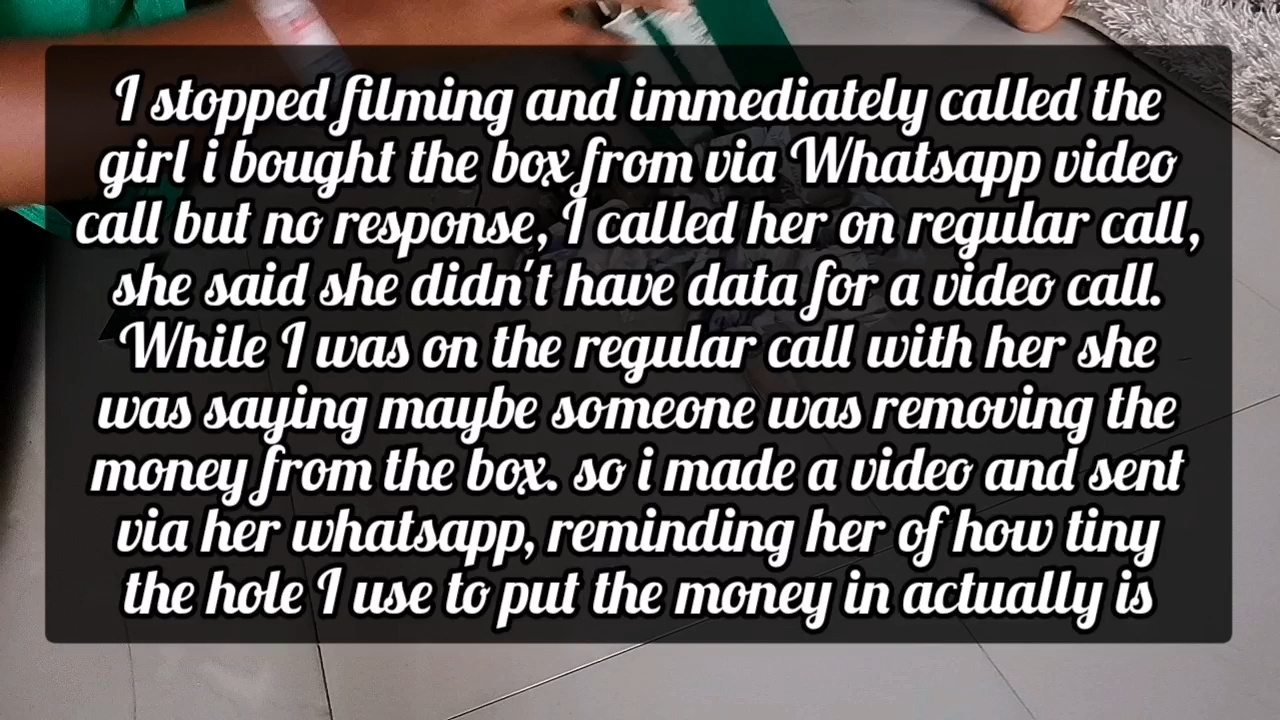 I stopped filming and immediately called the
girl i bought the box from via Whatsapp video
call but no response, I called her on regular call,
she said she didn't have data for a video call.
While I was on the regular call with her she
was saying maybe someone was removing the
money from the box. so i made a video and sent
via her whatsapp, reminding her of how tiny
the hole I use to put the money in actually is